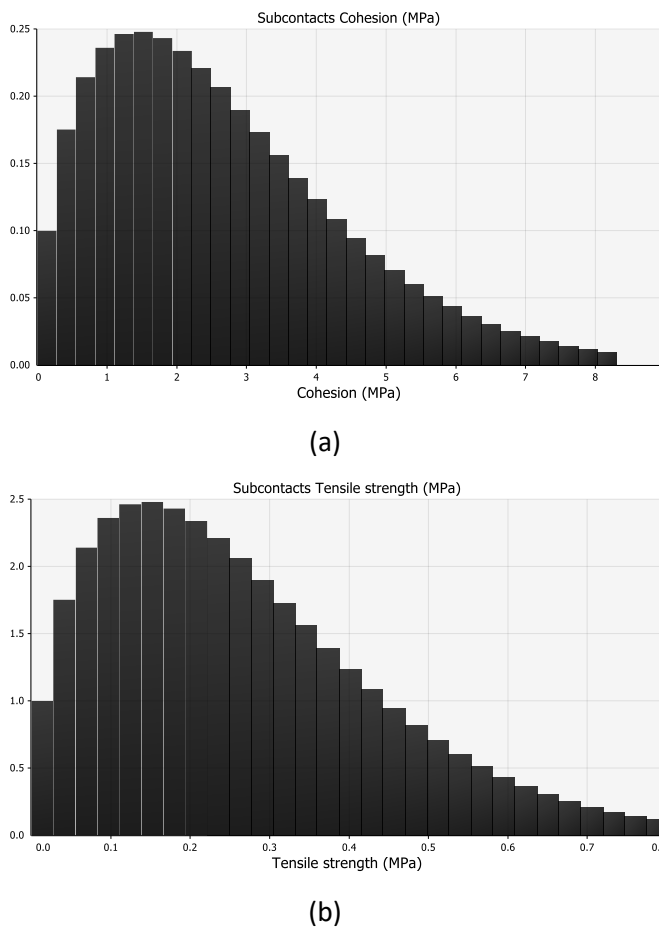 Subcontacts Cohesion (MPa)
0.25
0.20
0.15
0.10
0.05
0.00
0 1 2 3 4 5 6 7 8
Cohesion (MPa)
(a)
Subcontacts Tensile strength (MPa)
2.5
2.0
1.5
1.0
0.5
0.0
0.0 0.1 0.2 0.3 0.4 0.5 0.6 0.7
Tensile strength (MPa)
(b)